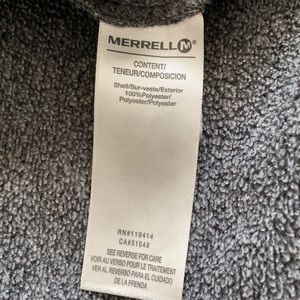 MERRELL
CONTENT/
TENEUR/COMPOSICION
Shell/Sur-veste/Exterior
100%Polyester/
Polyester/Polyester
RN#119414
CA#51048
SEE REVERSE FOR CARE
VOIR AU VERSO POUR LE TRAITEMENT
VER AL REVERSO PARA EL CUIDADO
DE LA PRENDA